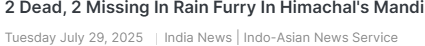 2 Dead, 2 Missing In Rain Furry In Himachal's Mandi
Tuesday July 29, 2025 | India News | Indo-Asian News Service